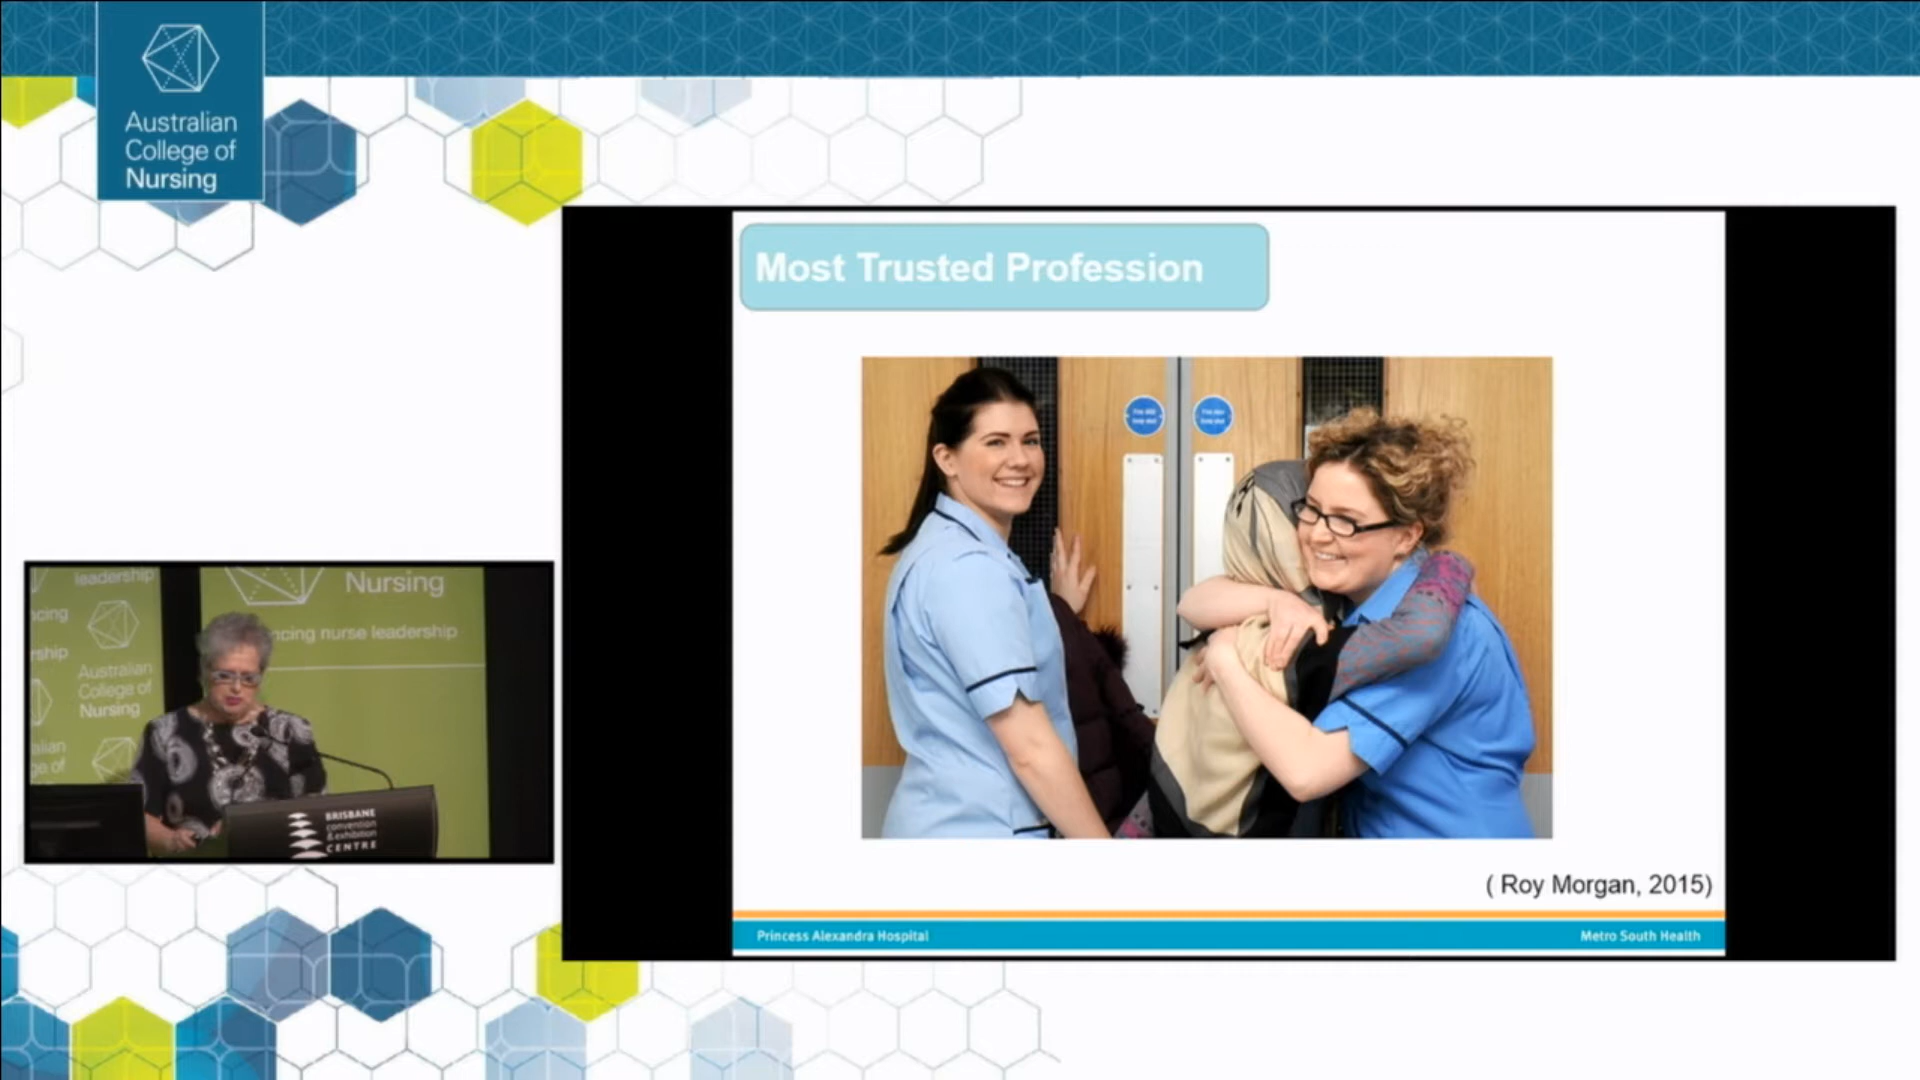 Australian
College of
Nursing
Most Trusted Profession
( Roy Morgan, 2015)
Princess Alexandra Hospital
Metro South Health
leadership
Nursing
ncing
ncing nurse leadership
rship
Australian
College of
Nursing
alian
ge of
BRISBANE
convention
& exhibition
CENTRE